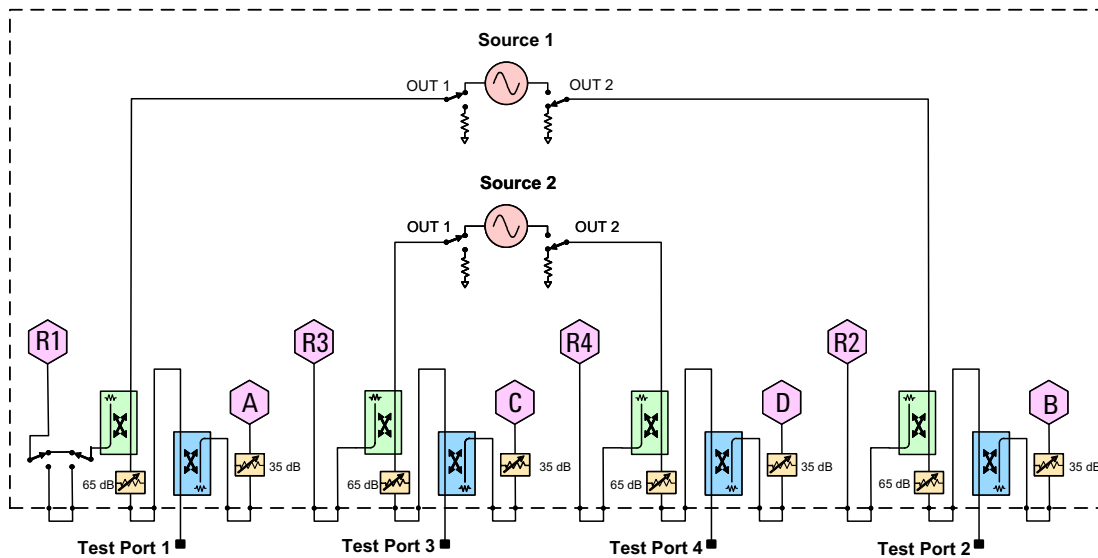 Source 1
OUT 1
OUT 2
Source 2
OUT 1
OUT 2
R1
R3
R4
R2
A
C
D
B
35 dB
35 dB
35 dB
35 dB
65 dB
65 dB
65 dB
65 dB
Test Port 1
Test Port 3
Test Port 4
Test Port 2